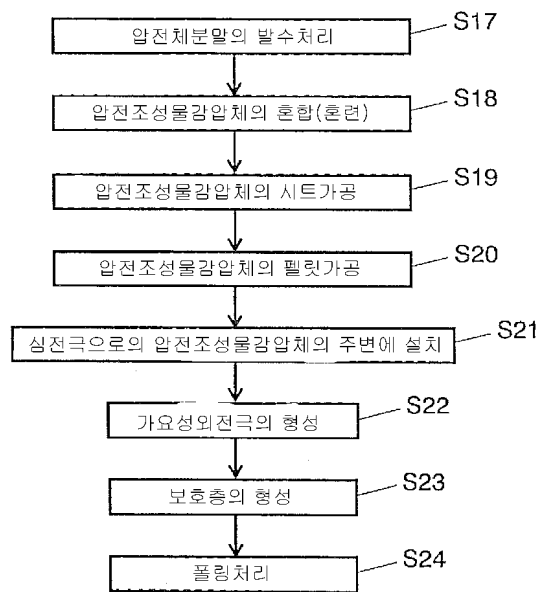 압전체분말의 발수처리 S17
압전조성물감압체의 혼합(혼련) S18
압전조성물감압체의 시트가공 S19
압전조성물감압체의 펠릿가공 S20
심전극으로의 압전조성물감압체의 주변에 설치 S21
가요성외전극의 형성 S22
보호층의 형성 S23
폴링처리 S24